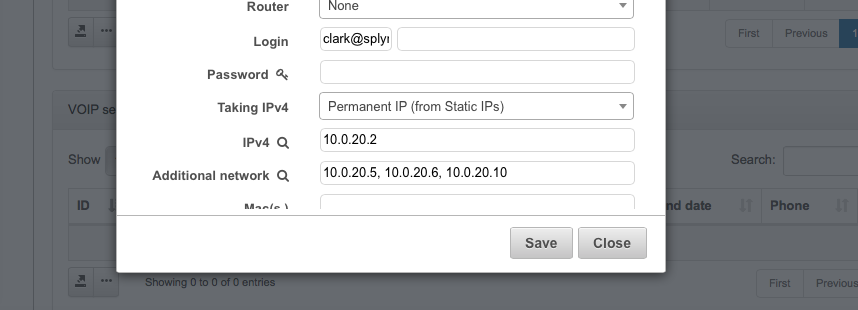 Router None
First Previous 1
Login clark@splyn
Password
VOIP se
Taking IPv4 Permanent IP (from Static IPs)
IPv4 10.0.20.2
Show Search:
Additional network 10.0.20.5, 10.0.20.6, 10.0.20.10
ID nd date Phone
Mac(s )
Save Close
Showing 0 to 0 of 0 entries
First Previous